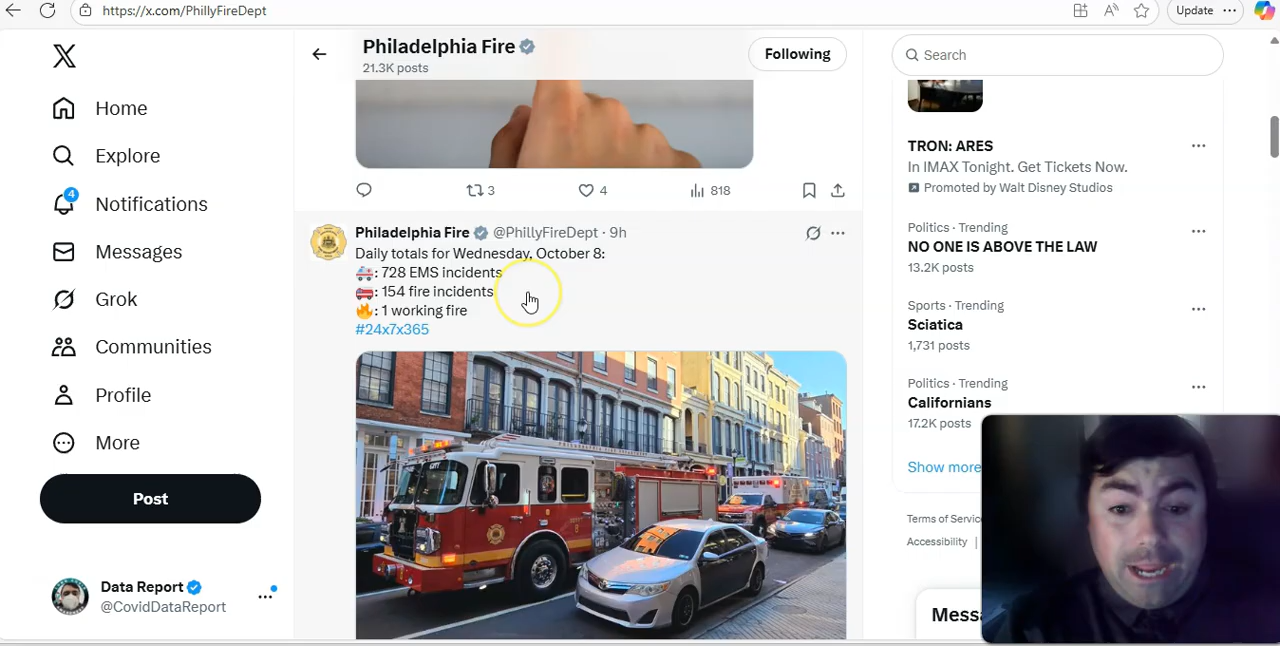 https://x.com/PhillyFireDept
Update
Philadelphia Fire
21.3K posts
Following
Search
Home
Explore
4
Notifications
Messages
Grok
Communities
Profile
More
Post
Data Report
@CovidDataReport
3
4
818
Philadelphia Fire @PhillyFireDept · 9h
Daily totals for Wednesday, October 8:
🚑: 728 EMS incidents
🚒: 154 fire incidents
🔥: 1 working fire
#24x7x365
TRON: ARES
In IMAX Tonight. Get Tickets Now.
Promoted by Walt Disney Studios
Politics · Trending
NO ONE IS ABOVE THE LAW
13.2K posts
Sports · Trending
Sciatica
1,731 posts
Politics · Trending
Californians
17.2K posts
Show more
Terms of
Accessibility |